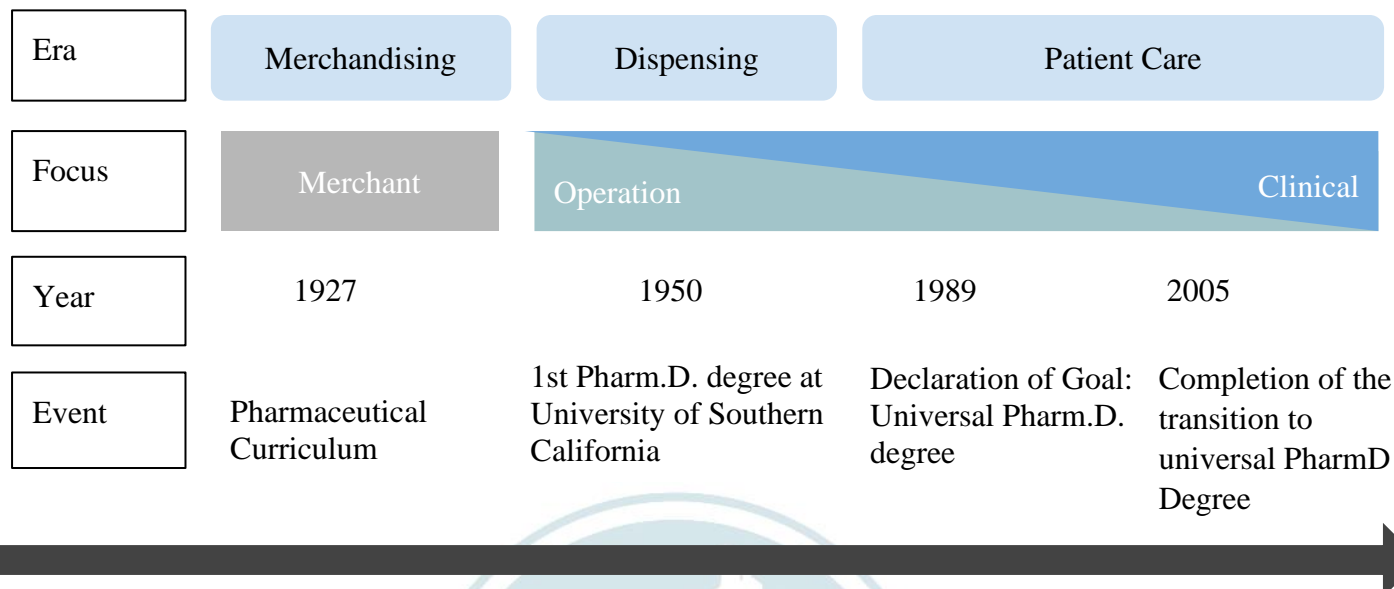 Era
Merchandising
Dispensing
Patient Care
Focus
Merchant
Operation
Clinical
Year
1927
1950
1989
2005
Event
Pharmaceutical
Curriculum
1st Pharm.D. degree at
University of Southern
California
Declaration of Goal:
Universal Pharm.D.
degree
Completion of the
transition to
universal PharmD
Degree